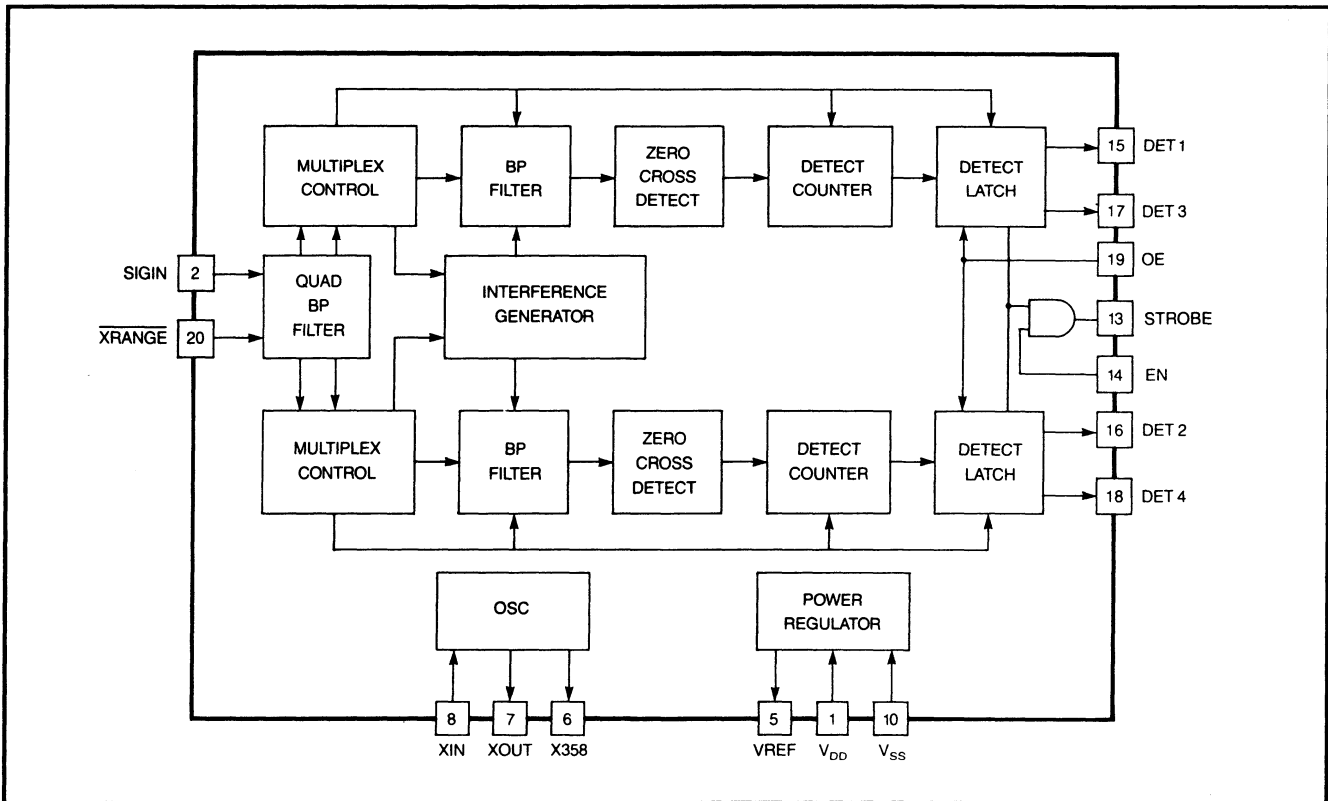 MULTIPLEX
CONTROL
BP
FILTER
ZERO
CROSS
DETECT
DETECT
COUNTER
DETECT
LATCH
15 DET 1
17 DET 3
19 OE
SIGIN 2
XRANGE 20
QUAD
BP
FILTER
INTERFERENCE
GENERATOR
13 STROBE
14 EN
MULTIPLEX
CONTROL
BP
FILTER
ZERO
CROSS
DETECT
DETECT
COUNTER
DETECT
LATCH
16 DET 2
18 DET 4
OSC
POWER
REGULATOR
8 7 6 5 1 10
XIN XOUT X358 VREF VDD VSS